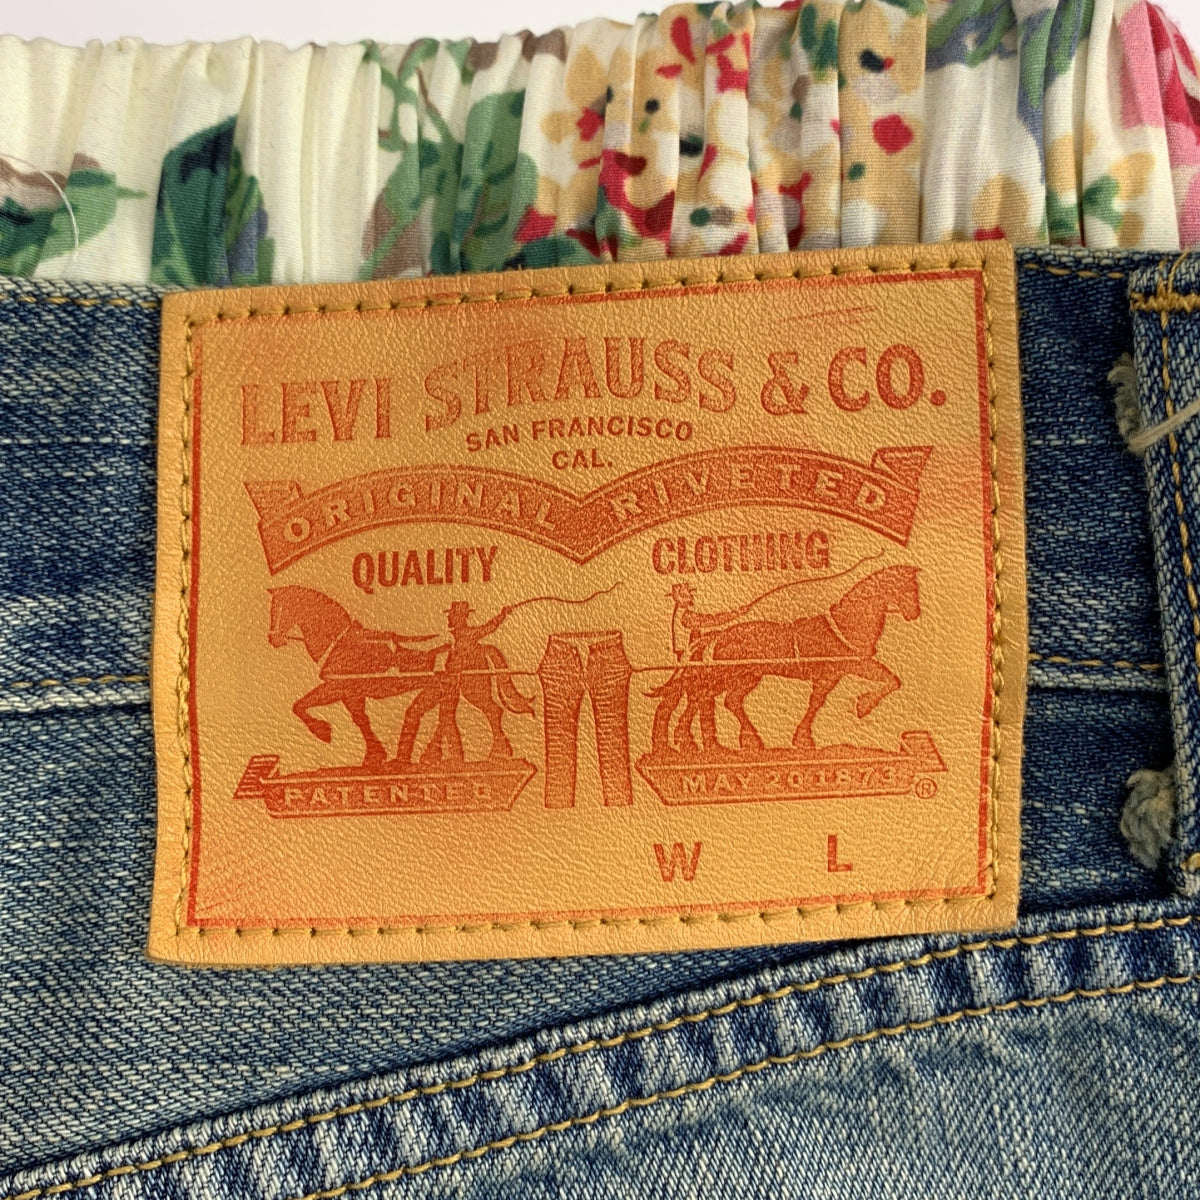 LEVI STRAUSS & CO.
SAN FRANCISCO
CAL.
ORIGINAL RIVETED
QUALITY CLOTHING
PATENTED MAY 20 1873 ®
W L